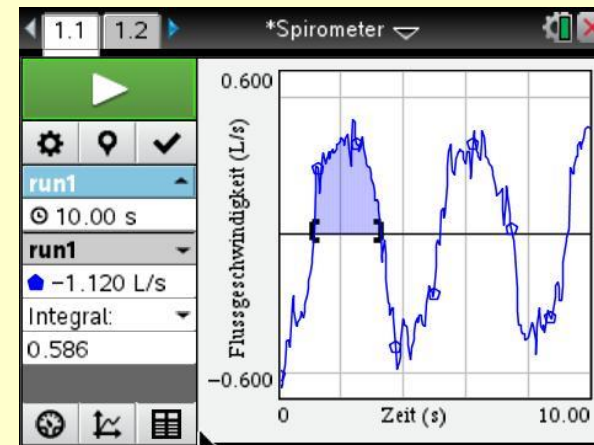 1.1 1.2 *Spirometer
run1
10.00 s
run1
−1.120 L/s
Integral:
0.586
0.600
Flussgeschwindigkeit (L/s)
−0.600
0 Zeit (s) 10.00